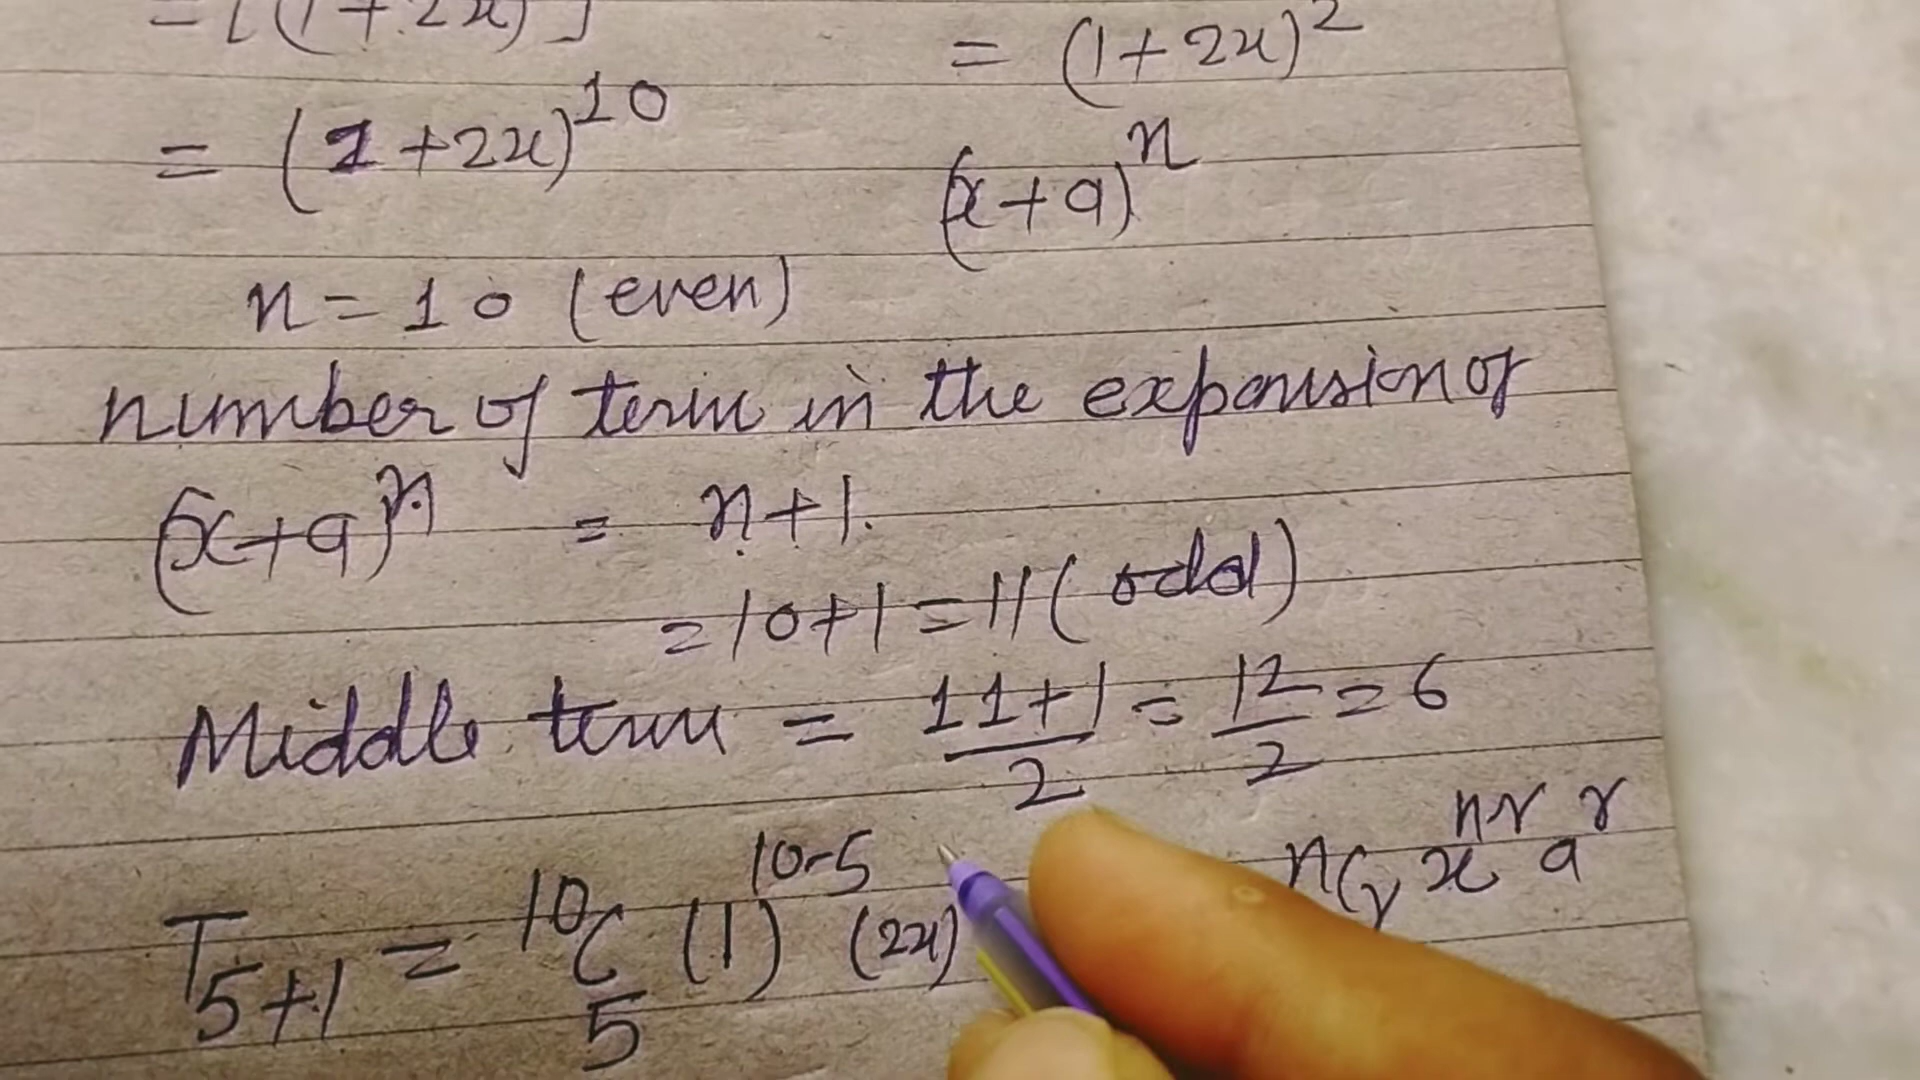 = [(1+2x)]
= (1+2x)²
= (1+2x)¹⁰
(x+a)ⁿ
n = 10 (even)
number of term in the expansion of
(x+a)ⁿ = n+1.
= 10+1 = 11 (odd)
Middle term = 11+1/2 = 12/2 = 6
T₅₊₁ = ¹⁰C₅ (1)¹⁰⁻⁵ (2x)
ⁿCᵣ xⁿ⁻ʳ aʳ